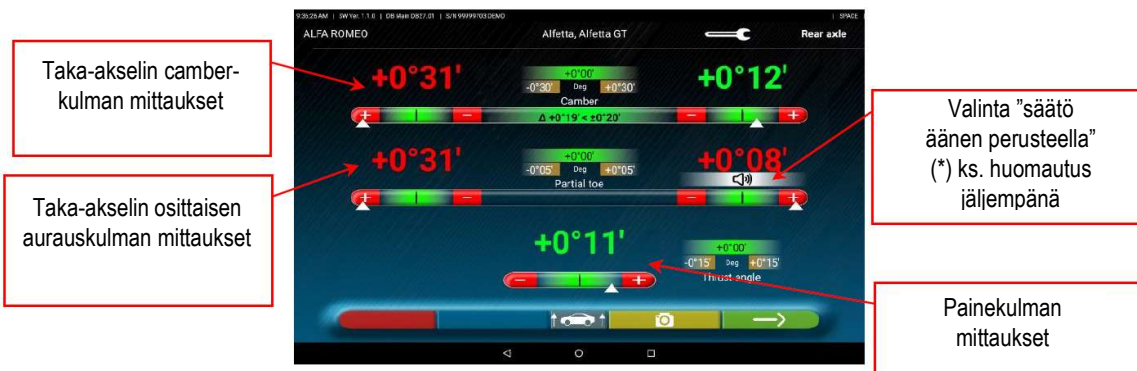 9:36:26 AM | SW Ver. 1.1.0 | DB Main DB27.01 | S/N 99799703 DEMO | SPACE
ALFA ROMEO Alfetta, Alfetta GT Rear axle
Taka-akselin camber-
kulman mittaukset
+0°31' +0°00' +0°12'
-0°30' Deg +0°30'
Camber
+ - Δ +0°19' < ±0°20' - +
Valinta "säätö
äänen perusteella"
(*) ks. huomautus
jäljempänä
+0°31' +0°00' +0°08'
-0°05' Deg +0°05'
Partial toe
+ - - +
Taka-akselin osittaisen
aurauskulman mittaukset
+0°11' +0°00'
-0°15' Deg +0°15'
Thrust angle
- +
Painekulman
mittaukset